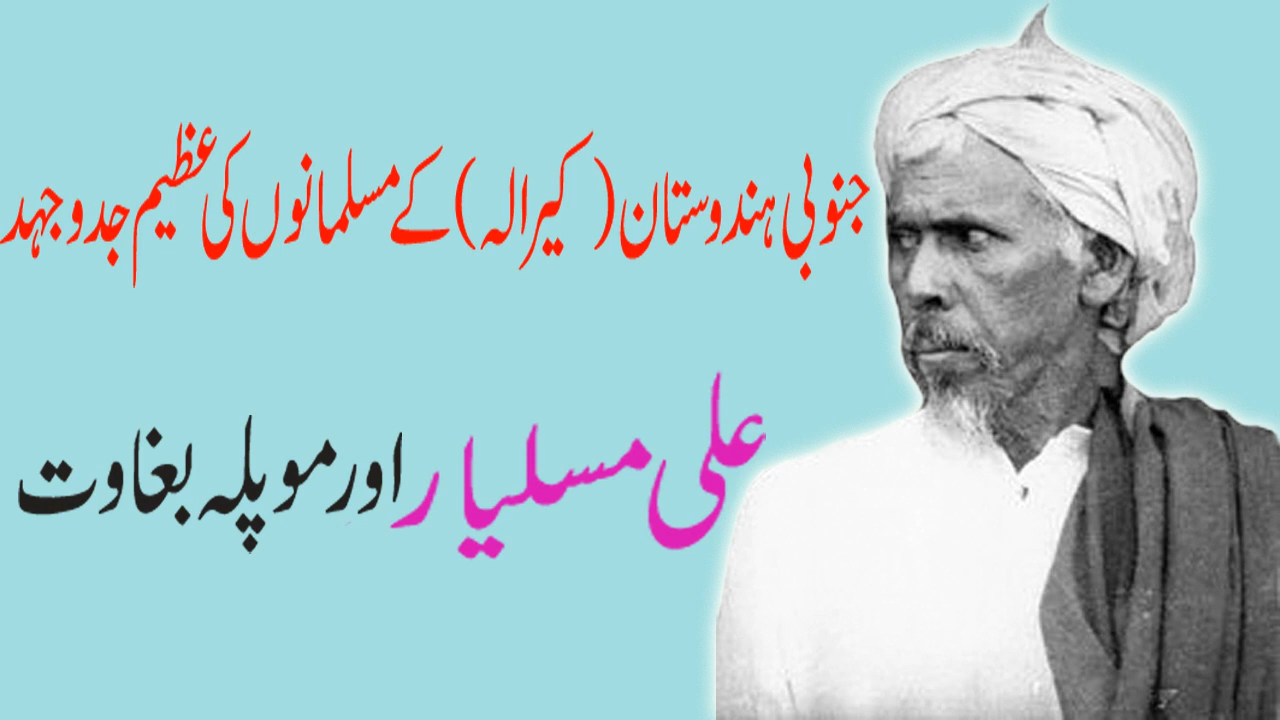 جنوبی ہندوستان (کیرالہ) کے مسلمانوں کی عظیم جدوجہد
علی مسلیار اور موپلہ بغاوت